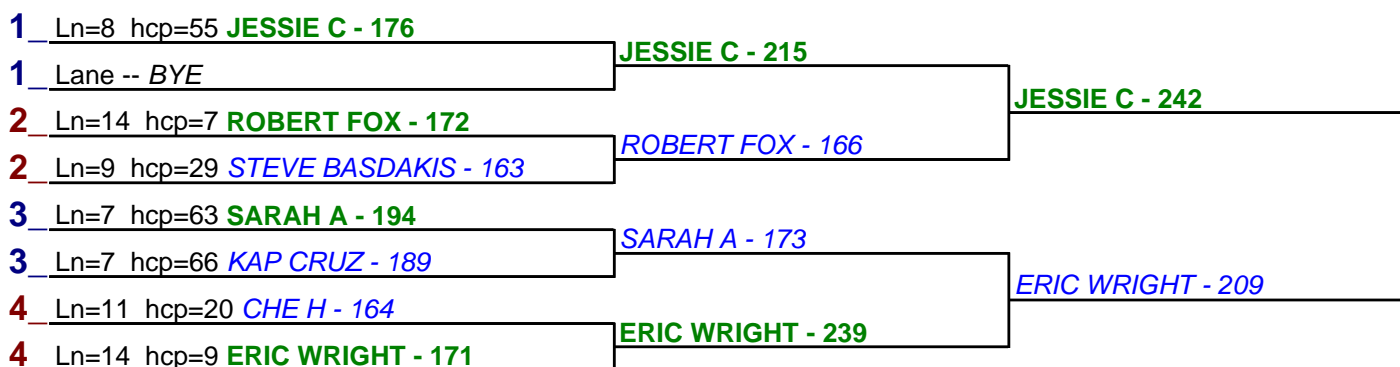 1_ Ln=8 hcp=55 JESSIE C - 176
JESSIE C - 215
1_ Lane -- BYE
JESSIE C - 242
2_ Ln=14 hcp=7 ROBERT FOX - 172
ROBERT FOX - 166
2_ Ln=9 hcp=29 STEVE BASDAKIS - 163
3_ Ln=7 hcp=63 SARAH A - 194
SARAH A - 173
3_ Ln=7 hcp=66 KAP CRUZ - 189
ERIC WRIGHT - 209
4_ Ln=11 hcp=20 CHE H - 164
ERIC WRIGHT - 239
4 Ln=14 hcp=9 ERIC WRIGHT - 171